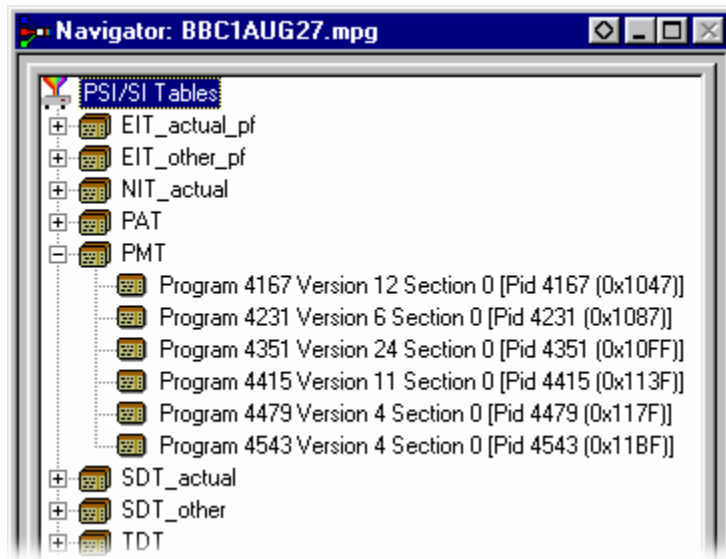 Navigator: BBC1AUG27.mpg
PSI/SI Tables
EIT_actual_pf
EIT_other_pf
NIT_actual
PAT
PMT
Program 4167 Version 12 Section 0 [Pid 4167 (0x1047)]
Program 4231 Version 6 Section 0 [Pid 4231 (0x1087)]
Program 4351 Version 24 Section 0 [Pid 4351 (0x10FF)]
Program 4415 Version 11 Section 0 [Pid 4415 (0x113F)]
Program 4479 Version 4 Section 0 [Pid 4479 (0x117F)]
Program 4543 Version 4 Section 0 [Pid 4543 (0x11BF)]
SDT_actual
SDT_other
TDT